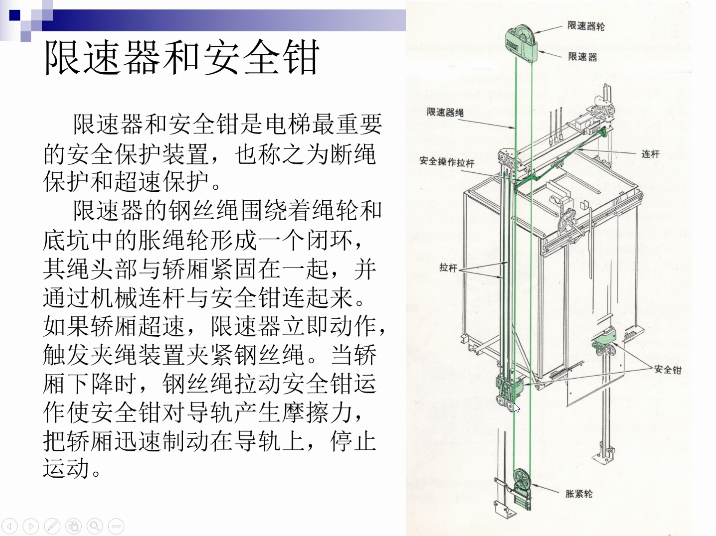 限速器和安全钳
限速器和安全钳是电梯最重要
的安全保护装置，也称之为断绳
保护和超速保护。
限速器的钢丝绳围绕着绳轮和
底坑中的胀绳轮形成一个闭环，
其绳头部与轿厢紧固在一起，并
通过机械连杆与安全钳连起来。
如果轿厢超速，限速器立即动作，
触发夹绳装置夹紧钢丝绳。当轿
厢下降时，钢丝绳拉动安全钳运
作使安全钳对导轨产生摩擦力，
把轿厢迅速制动在导轨上，停止
运动。
限速器轮
限速器
限速器绳
连杆
安全操作拉杆
拉杆
安全钳
胀紧轮